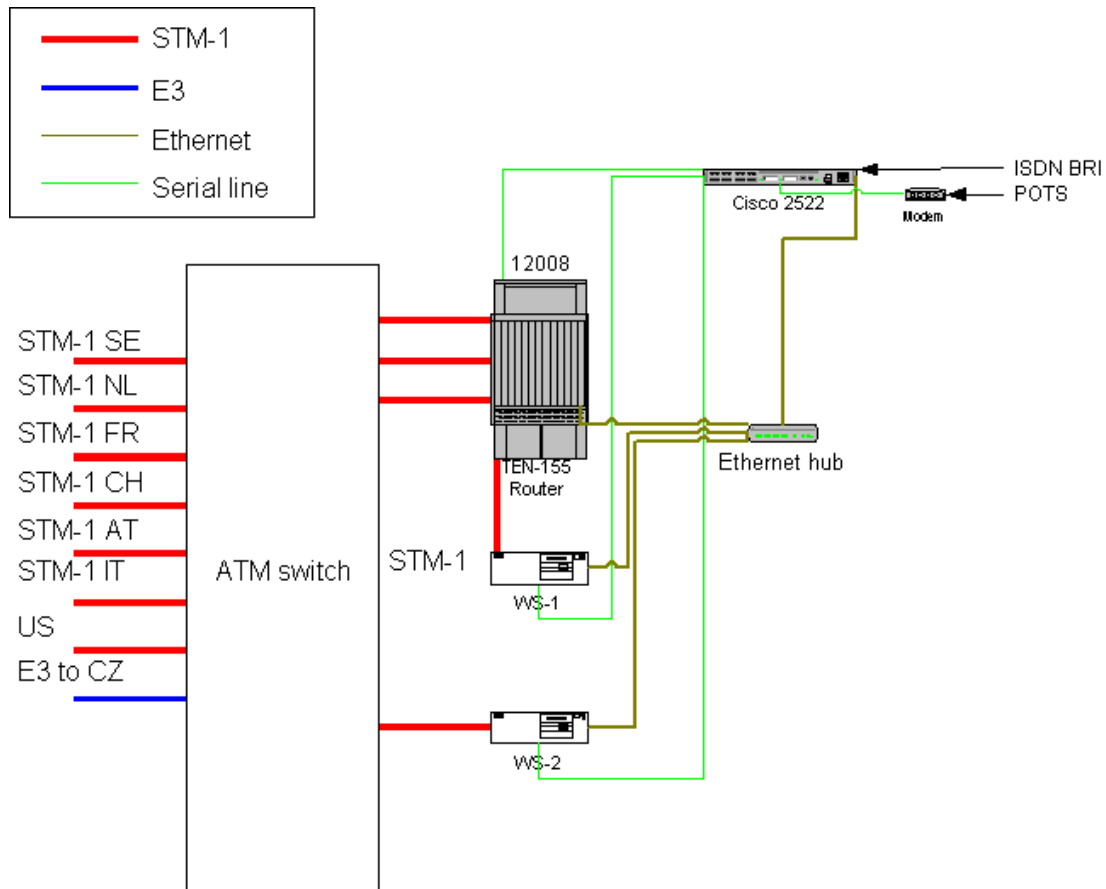 STM-1
E3
Ethernet
Serial line
ISDN BRI
POTS
Cisco 2522
Modem
12008
STM-1 SE
STM-1 NL
STM-1 FR
STM-1 CH
STM-1 AT
STM-1 IT
US
E3 to CZ
ATM switch
STM-1
TEN-155
Router
Ethernet hub
WS-1
WS-2